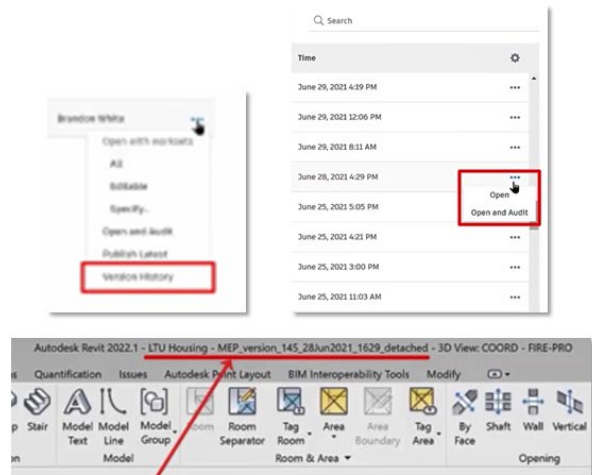 Brandon White
Open with worksets
All
Editable
Specify...
Open and Audit
Publish Latest
Version History
Search
Time
June 29, 2021 4:19 PM
June 29, 2021 12:06 PM
June 29, 2021 8:11 AM
June 28, 2021 4:29 PM
Open
June 25, 2021 5:05 PM
Open and Audit
June 25, 2021 4:21 PM
June 25, 2021 3:00 PM
June 25, 2021 11:03 AM
Autodesk Revit 2022.1 - LTU Housing - MEP_version_145_28Jun2021_1629_detached - 3D View: COORD - FIRE-PRO
Quantification Issues Autodesk Point Layout BIM Interoperability Tools Modify
Stair Model Model Model Room Room Tag Area Area Tag By Shaft Wall Vertical
Text Line Group Separator Room Boundary Area Face
Model Room & Area Opening